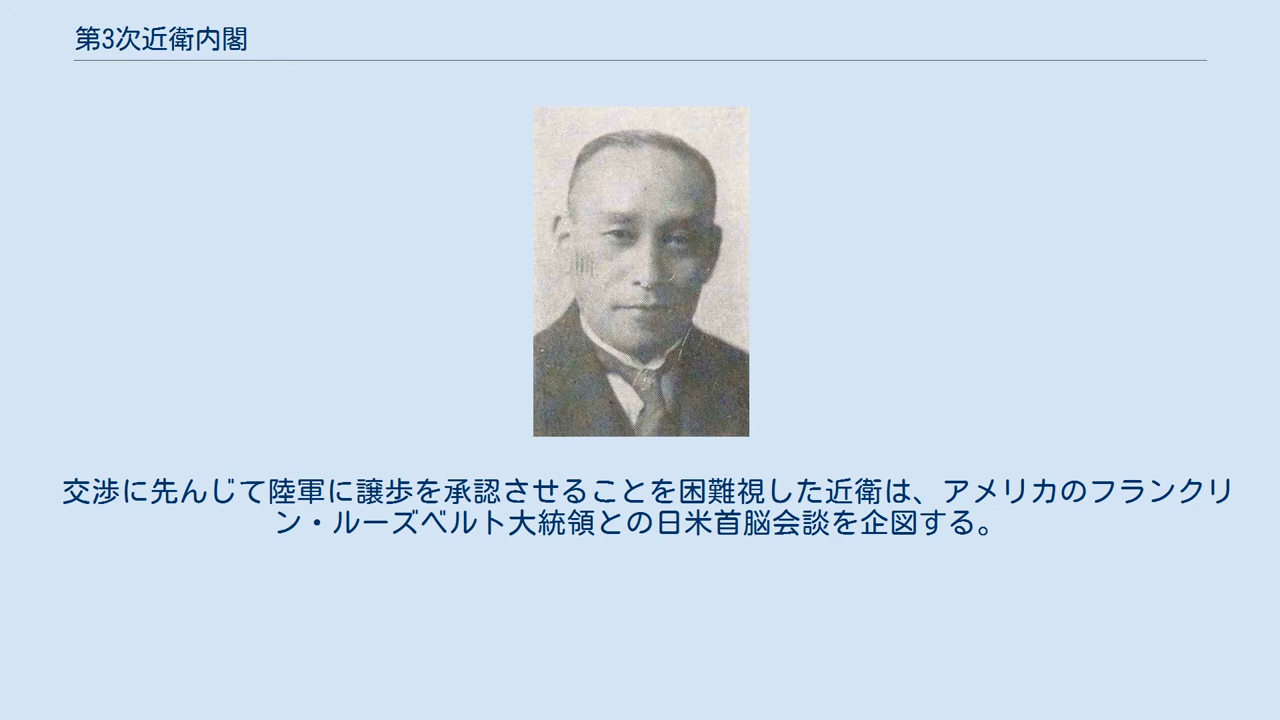 第3次近衛内閣
交渉に先んじて陸軍に譲歩を承認させることを困難視した近衛は、アメリカのフランクリ
ン・ルーズベルト大統領との日米首脳会談を企図する。